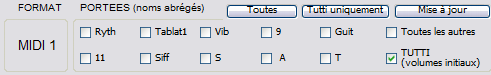 FORMAT PORTEES (noms abrégés) Toutes Tutti uniquement Mise à jour
MIDI 1
Ryth Tablat1 Vib 9 Guit Toutes les autres
11 Siff S A T TUTTI
(volumes initiaux)